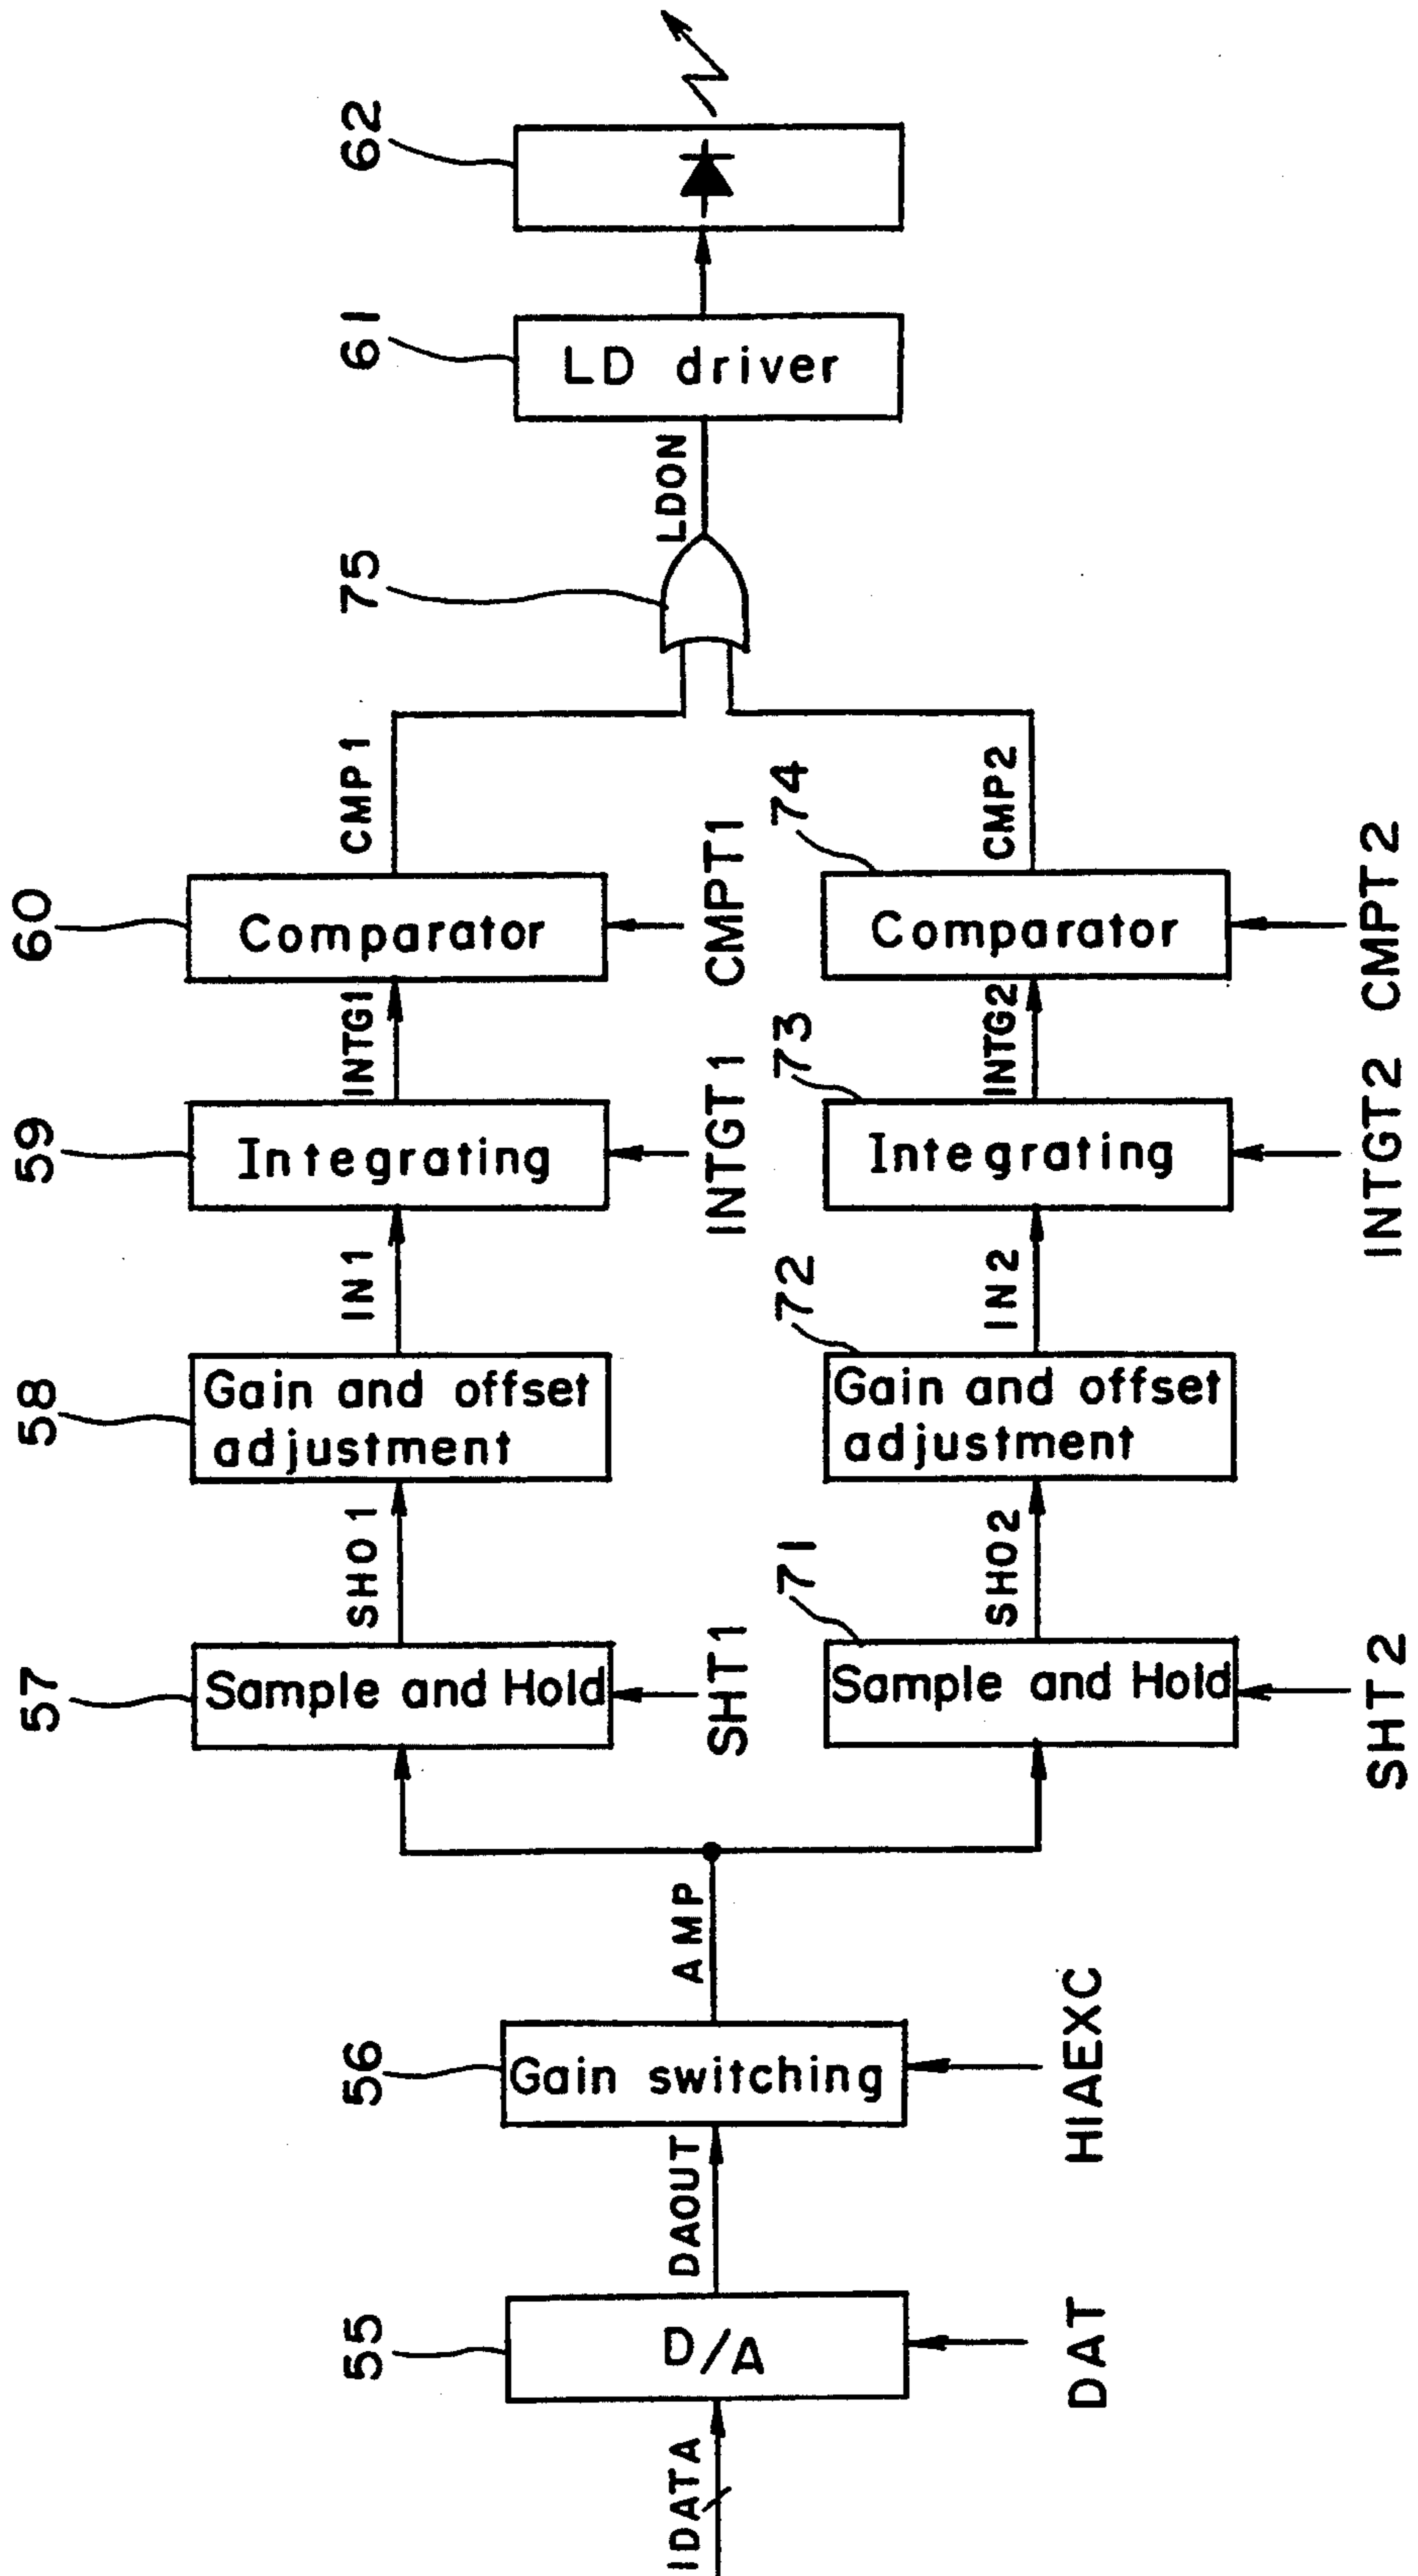 62
61
LD driver
LDON
75
CMP1
CMP2
60
Comparator
CMPT1
74
Comparator
CMPT2
INTG1
INTG2
59
Integrating
INTGT1
73
Integrating
INTGT2
IN1
IN2
58
Gain and offset
adjustment
72
Gain and offset
adjustment
SHO1
SHO2
57
Sample and Hold
SHT1
71
Sample and Hold
SHT2
AMP
56
Gain switching
HIAEXC
DAOUT
55
D/A
DAT
IDATA